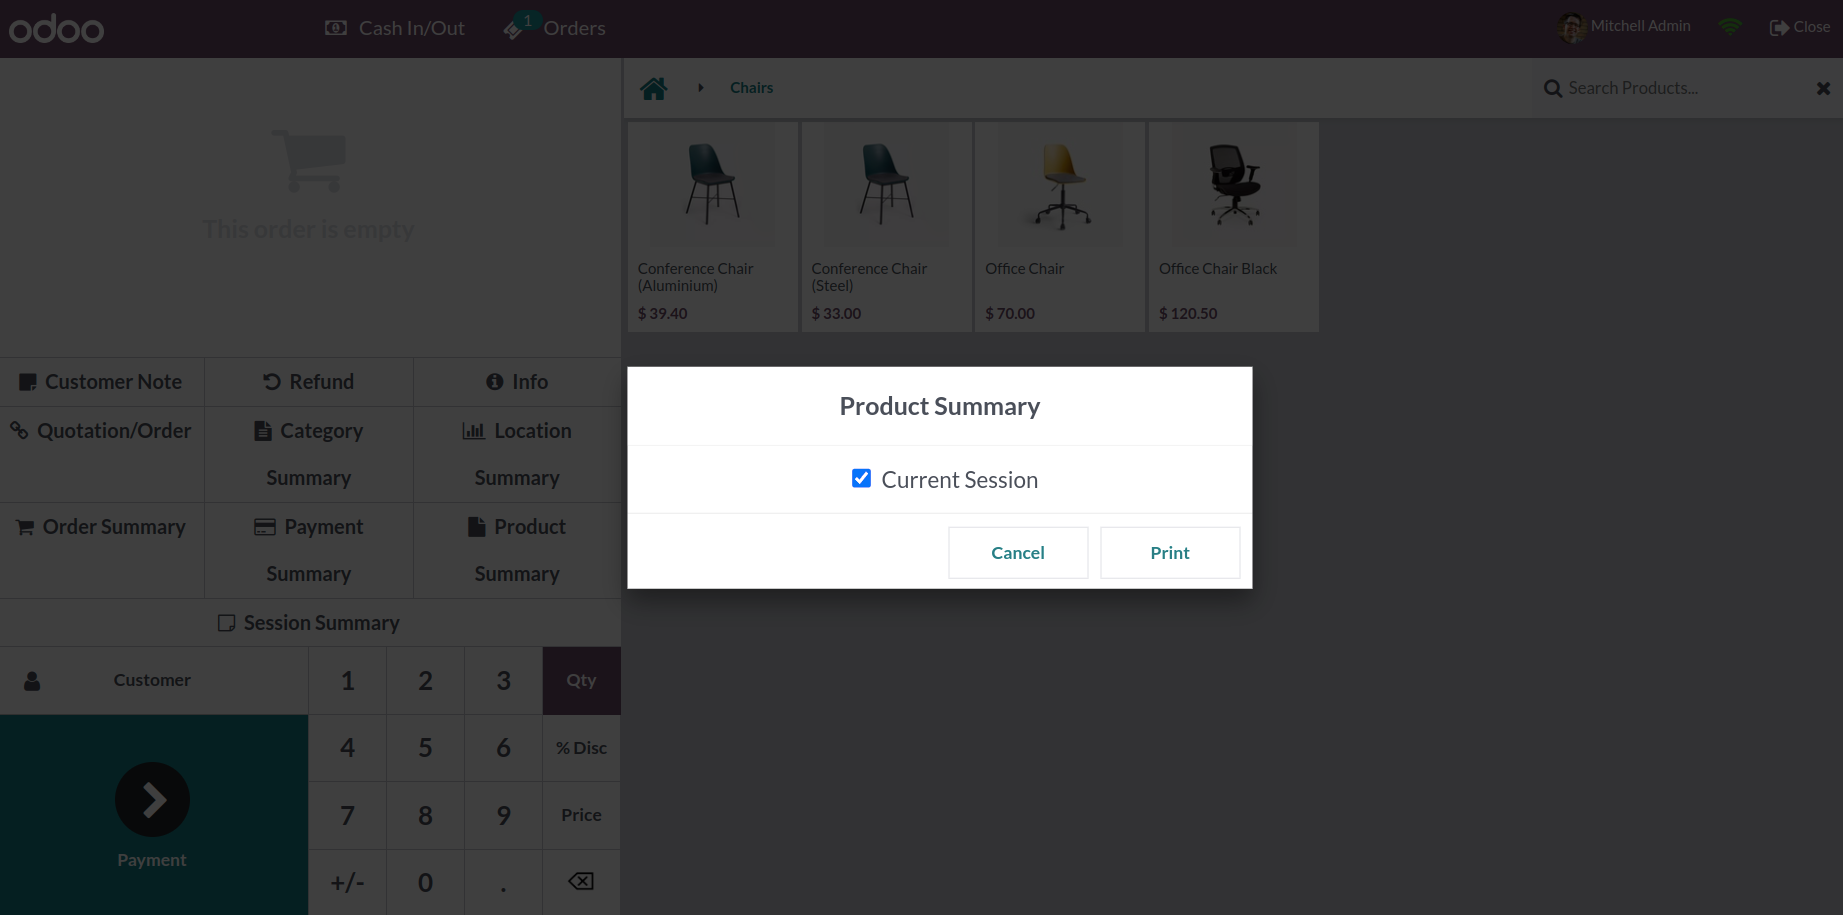 odoo
Cash In/Out
1
Orders
Mitchell Admin
Close
Chairs
Search Products...
This order is empty
Conference Chair
(Aluminium)
$ 39.40
Conference Chair
(Steel)
$ 33.00
Office Chair
$ 70.00
Office Chair Black
$ 120.50
Customer Note
Refund
Info
Quotation/Order
Category
Summary
Location
Summary
Order Summary
Payment
Summary
Product
Summary
Session Summary
Product Summary
Current Session
Cancel
Print
Customer
1 2 3 Qty
4 5 6 % Disc
7 8 9 Price
+/- 0 .
Payment